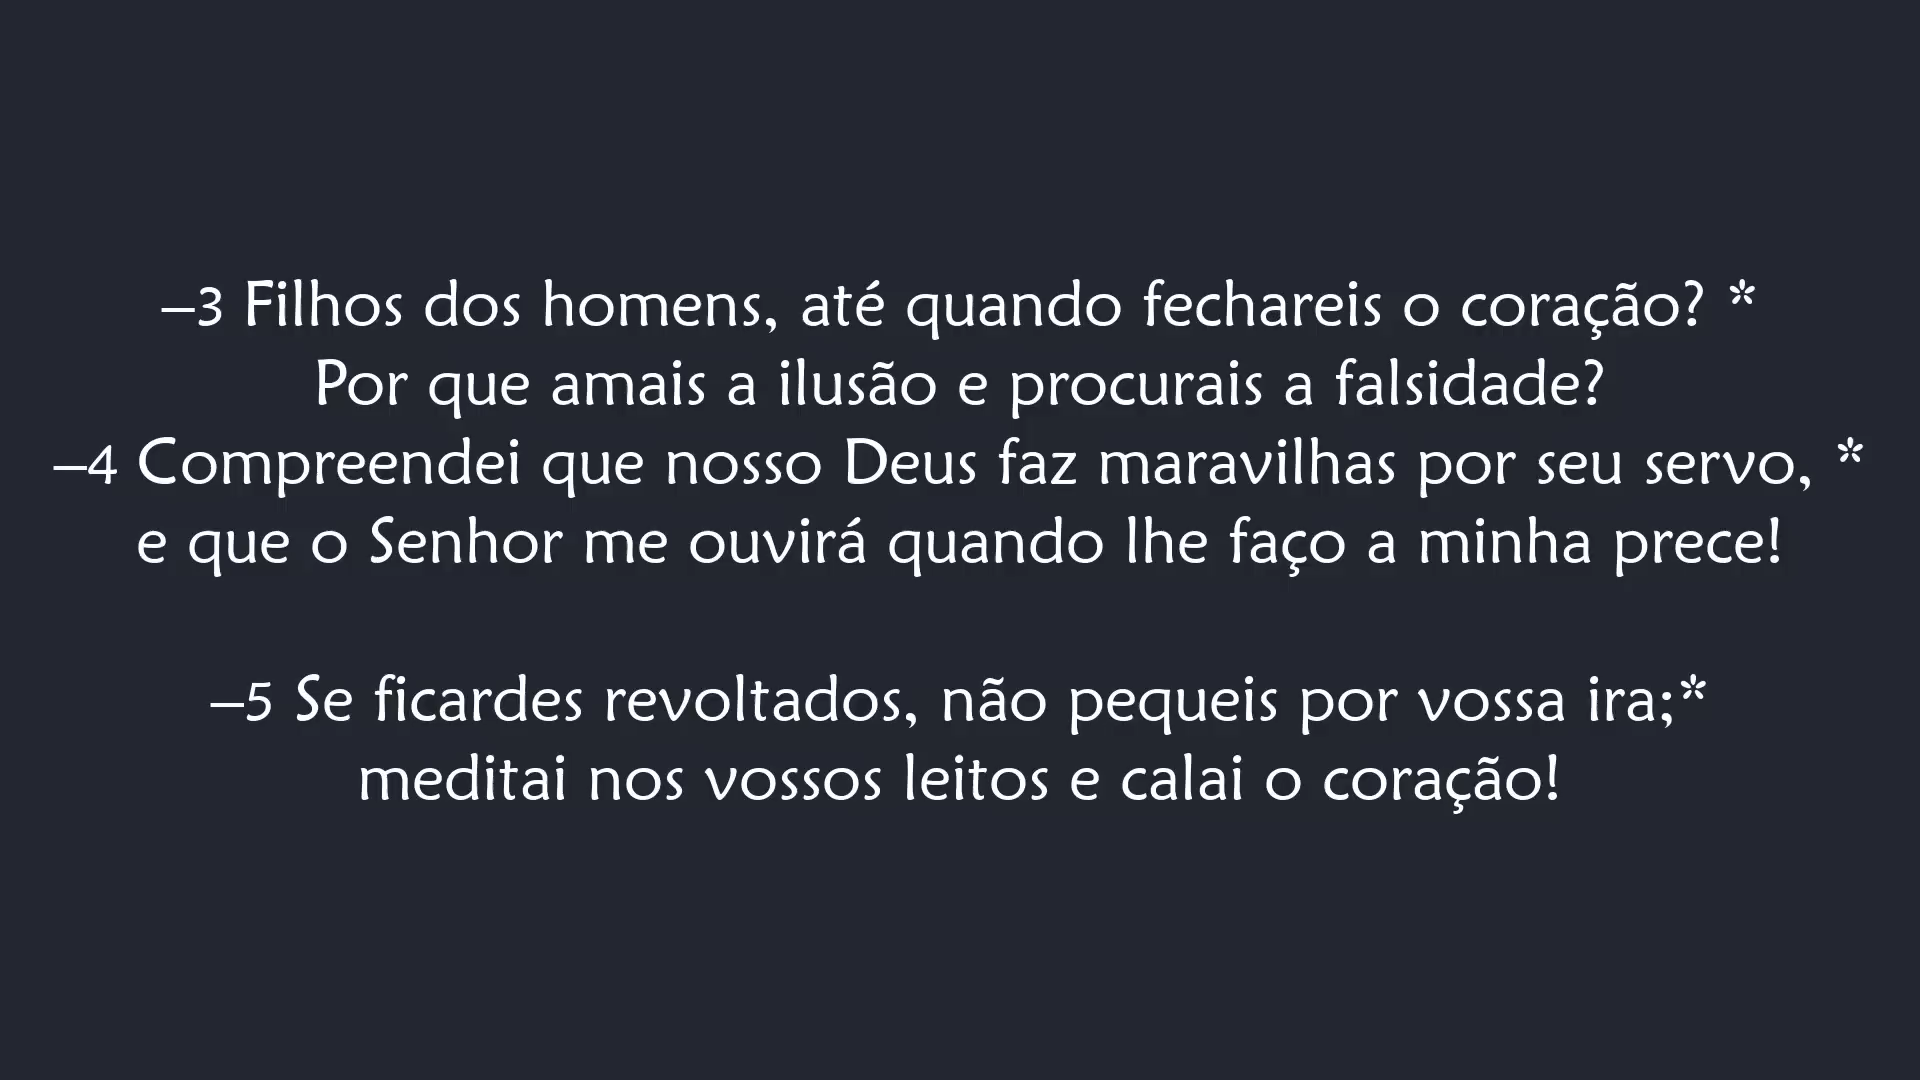 –3 Filhos dos homens, até quando fechareis o coração? *
Por que amais a ilusão e procurais a falsidade?
–4 Compreendei que nosso Deus faz maravilhas por seu servo, *
e que o Senhor me ouvirá quando lhe faço a minha prece!
–5 Se ficardes revoltados, não pequeis por vossa ira;*
meditai nos vossos leitos e calai o coração!